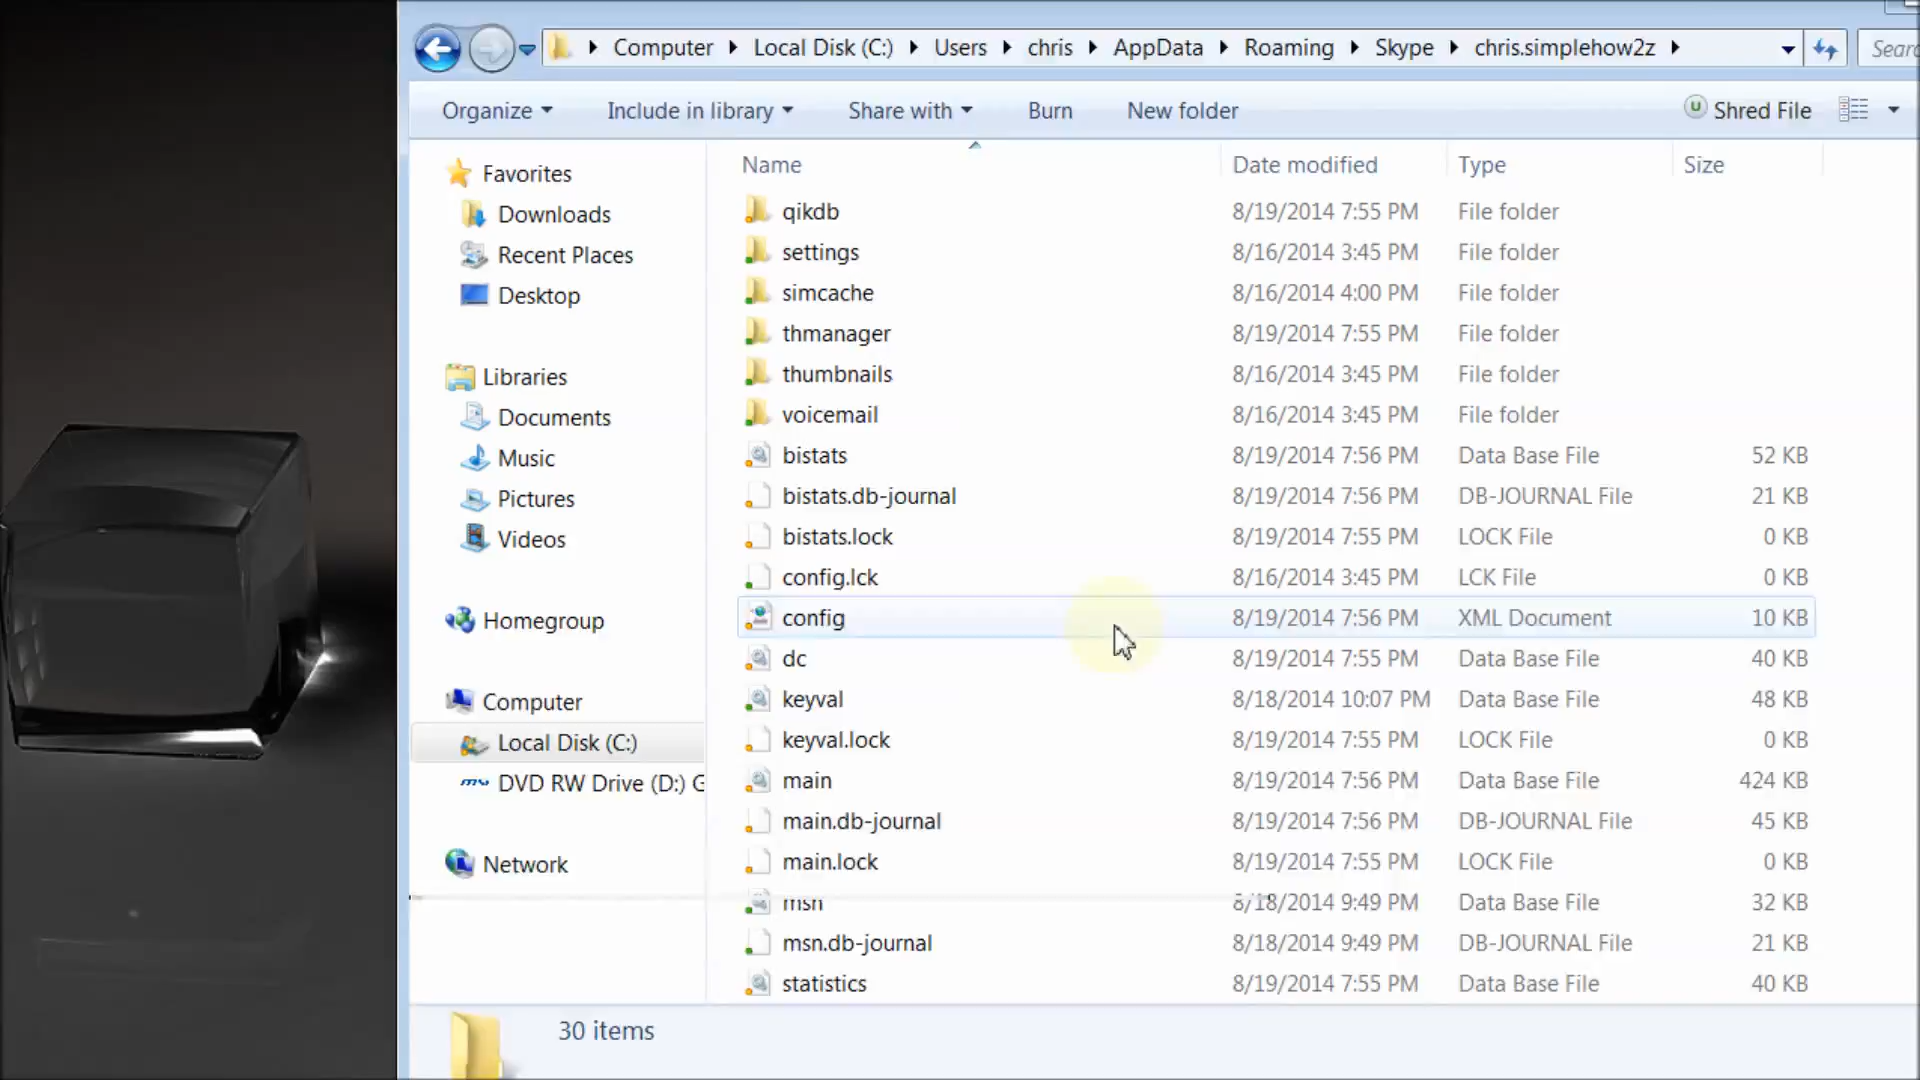 Computer Local Disk (C:) Users chris AppData Roaming Skype chris.simplehow2z
Organize Include in library Share with Burn New folder Shred File
Favorites
Downloads
Recent Places
Desktop
Libraries
Documents
Music
Pictures
Videos
Homegroup
Computer
Local Disk (C:)
DVD RW Drive (D:) G
Network
Name Date modified Type Size
qikdb 8/19/2014 7:55 PM File folder
settings 8/16/2014 3:45 PM File folder
simcache 8/16/2014 4:00 PM File folder
thmanager 8/19/2014 7:55 PM File folder
thumbnails 8/16/2014 3:45 PM File folder
voicemail 8/16/2014 3:45 PM File folder
bistats 8/19/2014 7:56 PM Data Base File 52 KB
bistats.db-journal 8/19/2014 7:56 PM DB-JOURNAL File 21 KB
bistats.lock 8/19/2014 7:55 PM LOCK File 0 KB
config.lck 8/16/2014 3:45 PM LCK File 0 KB
config 8/19/2014 7:56 PM XML Document 10 KB
dc 8/19/2014 7:55 PM Data Base File 40 KB
keyval 8/18/2014 10:07 PM Data Base File 48 KB
keyval.lock 8/19/2014 7:55 PM LOCK File 0 KB
main 8/19/2014 7:56 PM Data Base File 424 KB
main.db-journal 8/19/2014 7:56 PM DB-JOURNAL File 45 KB
main.lock 8/19/2014 7:55 PM LOCK File 0 KB
msn 8/18/2014 9:49 PM Data Base File 32 KB
msn.db-journal 8/18/2014 9:49 PM DB-JOURNAL File 21 KB
statistics 8/19/2014 7:55 PM Data Base File 40 KB
30 items